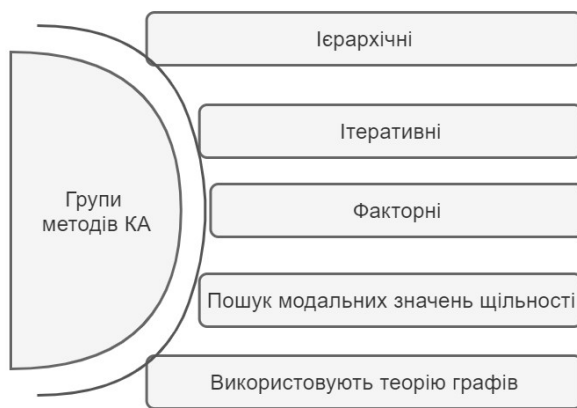 Ієрархічні
Ітеративні
Групи
методів КА
Факторні
Пошук модальних значень щільності
Використовують теорію графів